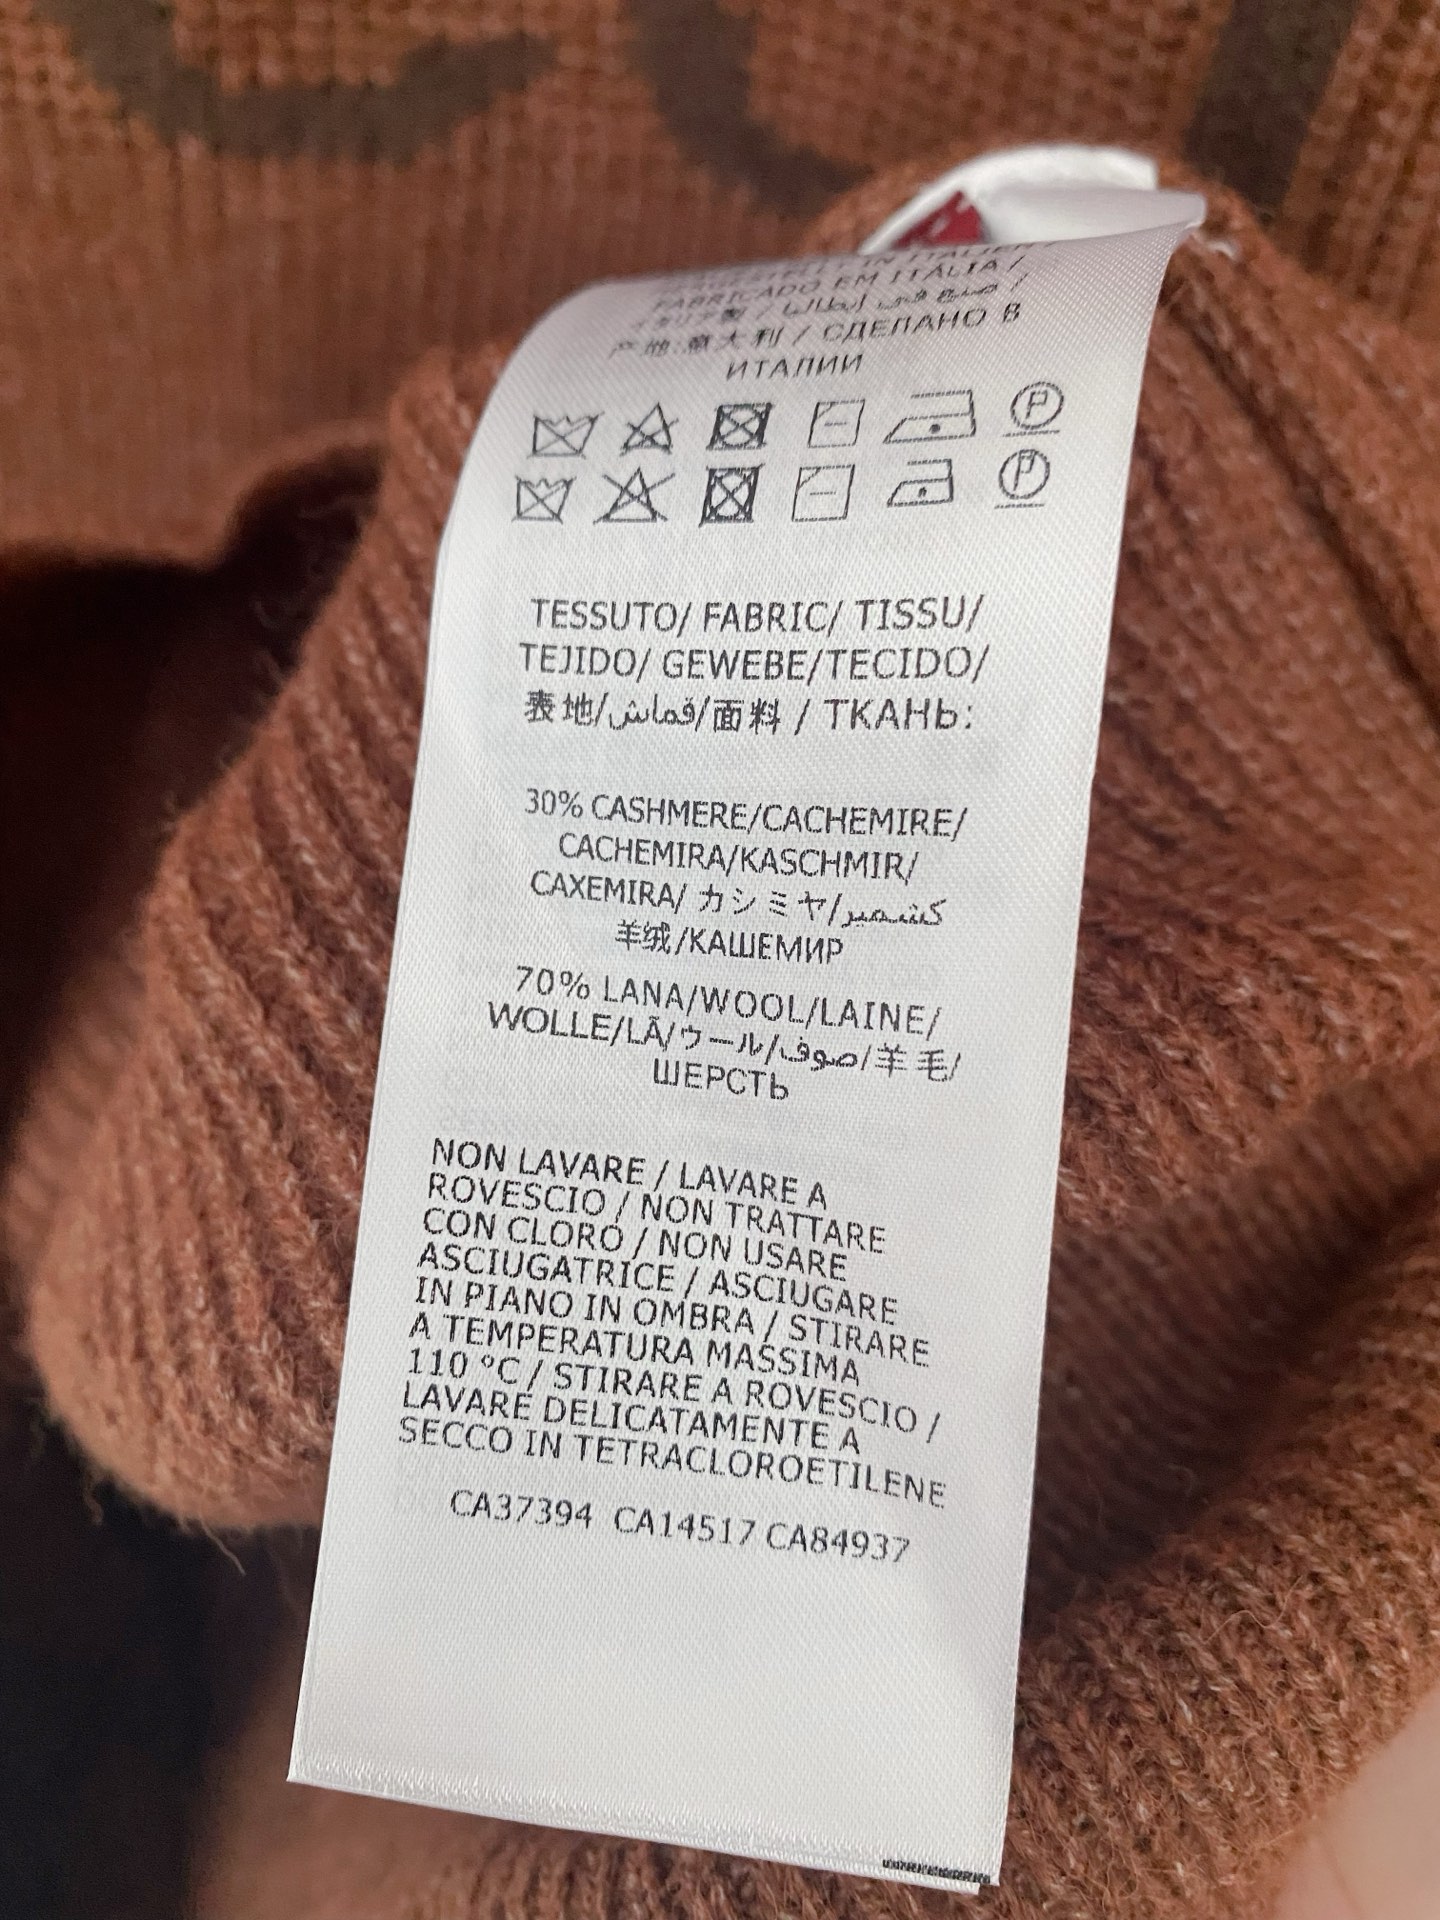 FABRICADO EM ITÁLIA /
イタリア製 / صنع في إيطاليا /
产地:意大利 / СДЕЛАНО В
ИТАЛИИ
P
P
TESSUTO/ FABRIC/ TISSU/
TEJIDO/ GEWEBE/TECIDO/
表地/قماش/面料 / ТКАНЬ:
30% CASHMERE/CACHEMIRE/
CACHEMIRA/KASCHMIR/
CAXEMIRA/ カシミヤ/كشمير
羊绒/КАШЕМИР
70% LANA/WOOL/LAINE/
WOLLE/LÃ/ウール/صوف/羊毛/
ШЕРСТЬ
NON LAVARE / LAVARE A
ROVESCIO / NON TRATTARE
CON CLORO / NON USARE
ASCIUGATRICE / ASCIUGARE
IN PIANO IN OMBRA / STIRARE
A TEMPERATURA MASSIMA
110 °C / STIRARE A ROVESCIO /
LAVARE DELICATAMENTE A
SECCO IN TETRACLOROETILENE
CA37394 CA14517 CA84937